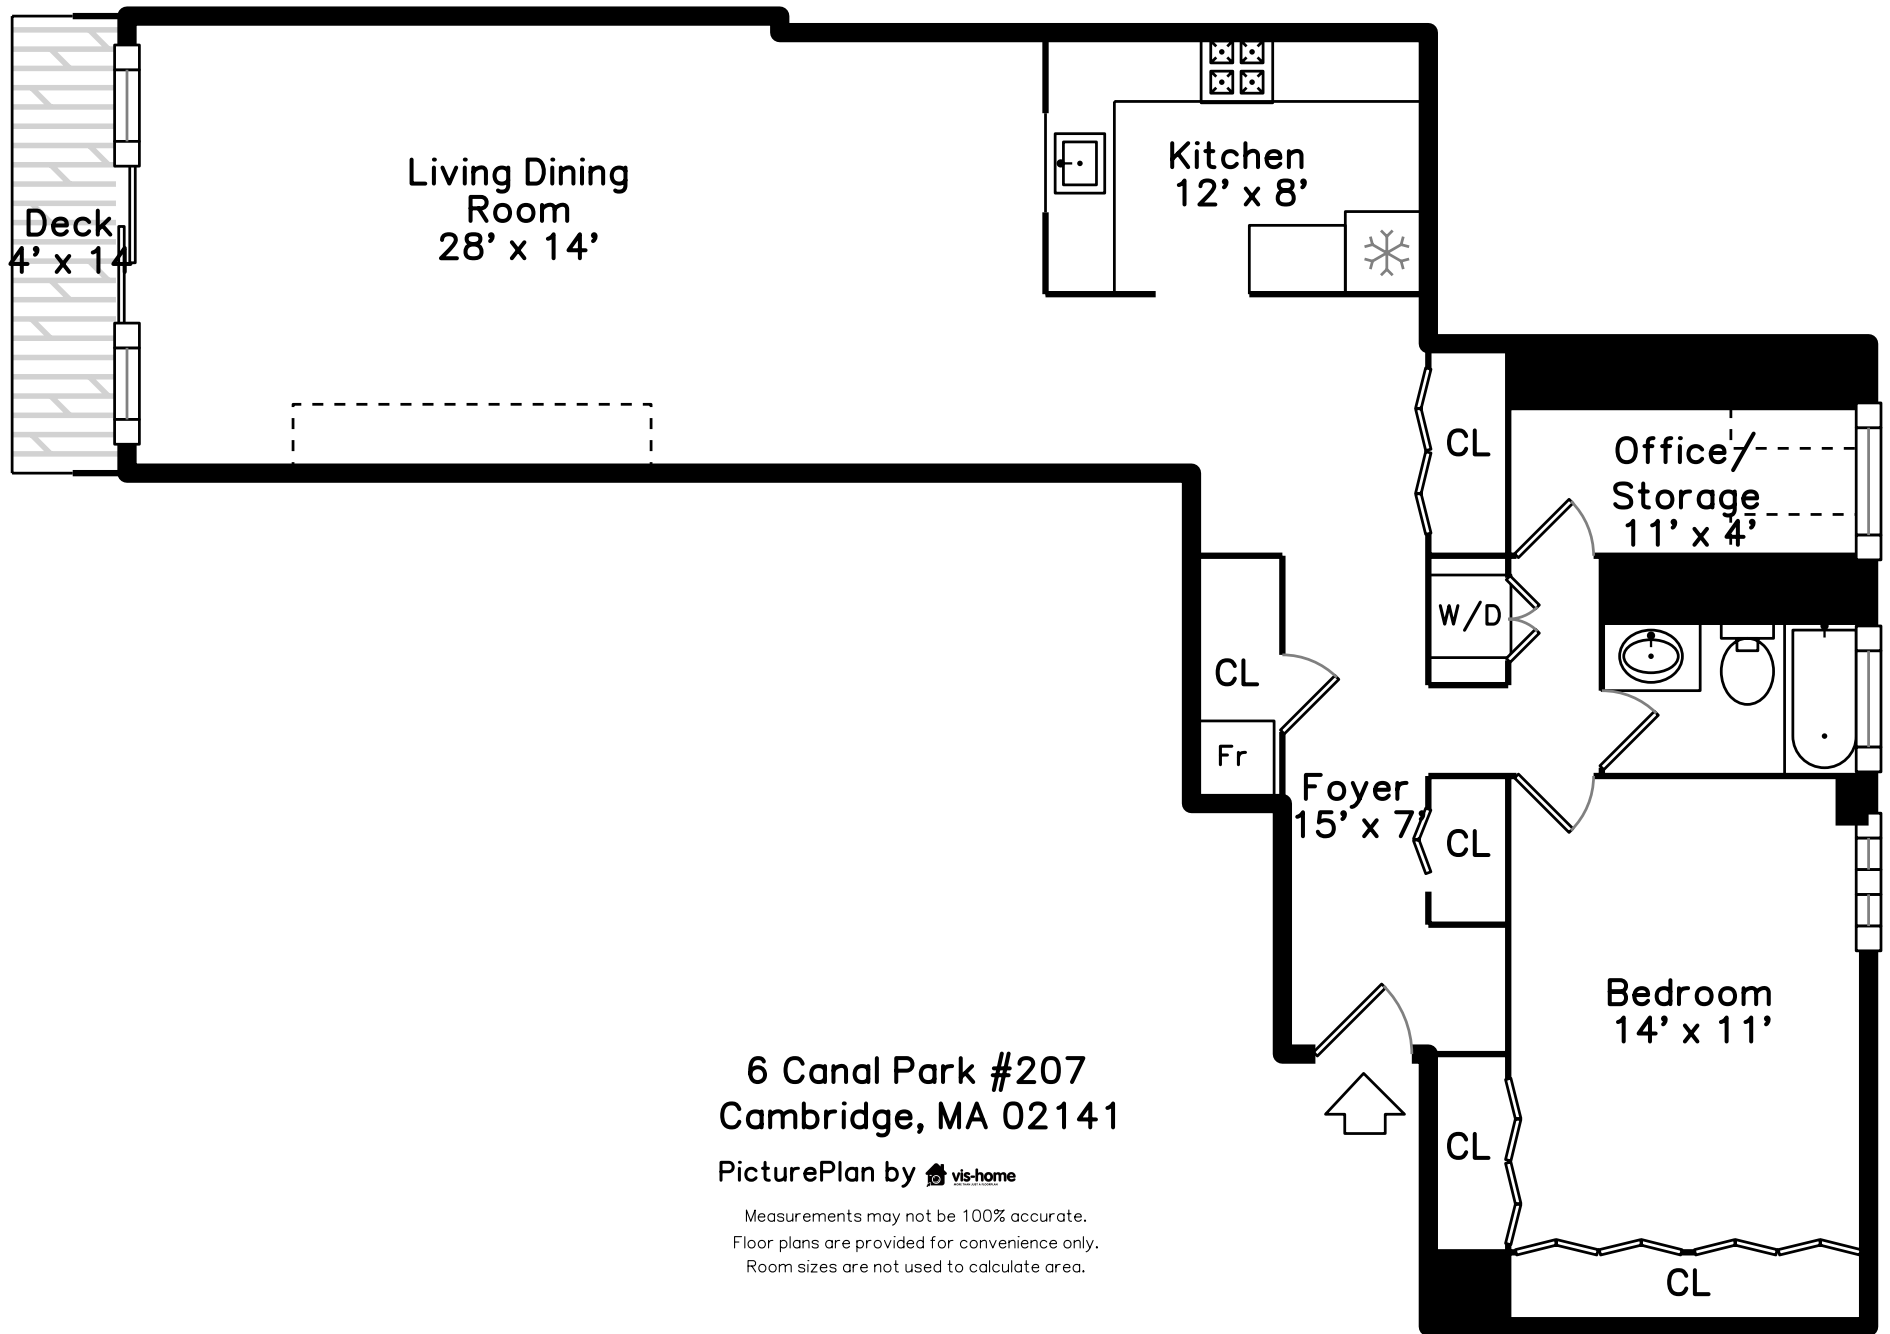 Living Dining
Room
28' x 14'
Deck
4' x 14
Kitchen
12' x 8'
CL
Office/
Storage
11' x 4'
W/D
CL
Fr
Foyer
15' x 7'
CL
Bedroom
14' x 11'
CL
CL
6 Canal Park #207
Cambridge, MA 02141
PicturePlan by vis-home
Measurements may not be 100% accurate.
Floor plans are provided for convenience only.
Room sizes are not used to calculate area.